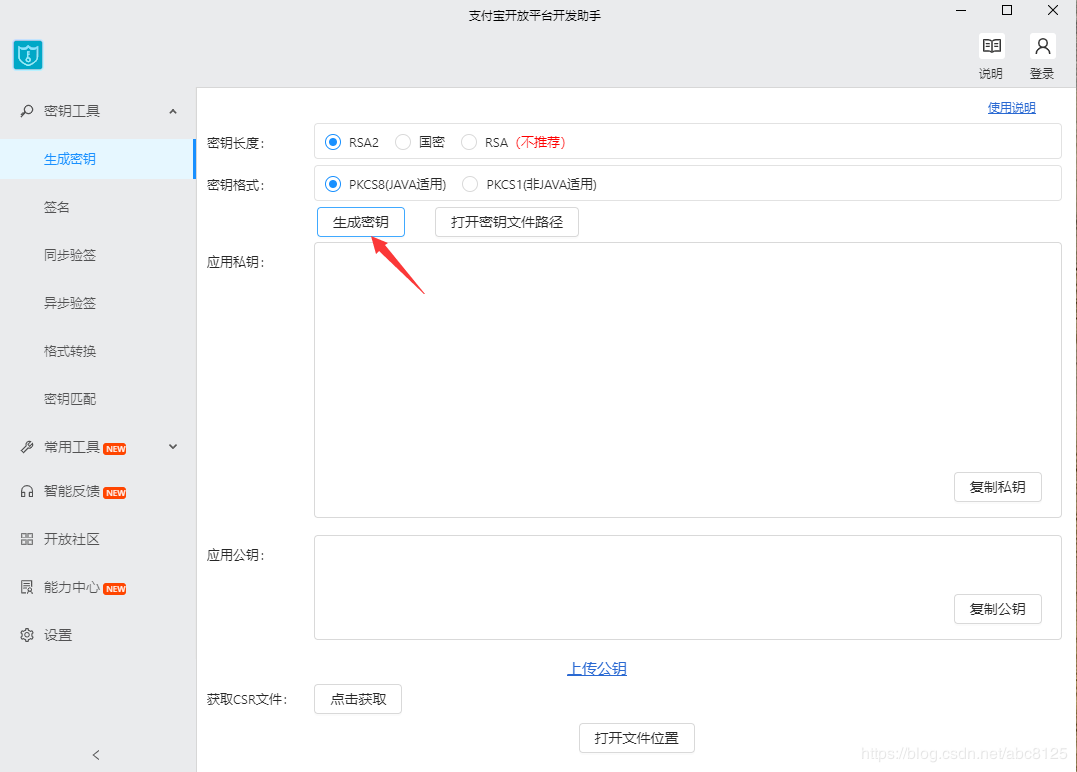 支付宝开放平台开发助手
说明 登录
密钥工具
生成密钥
签名
同步验签
异步验签
格式转换
密钥匹配
常用工具 NEW
智能反馈 NEW
开放社区
能力中心 NEW
设置
使用说明
密钥长度： RSA2 国密 RSA (不推荐)
密钥格式： PKCS8(JAVA适用) PKCS1(非JAVA适用)
生成密钥 打开密钥文件路径
应用私钥：
复制私钥
应用公钥：
复制公钥
上传公钥
获取CSR文件： 点击获取
打开文件位置
https://blog.csdn.net/abc8125